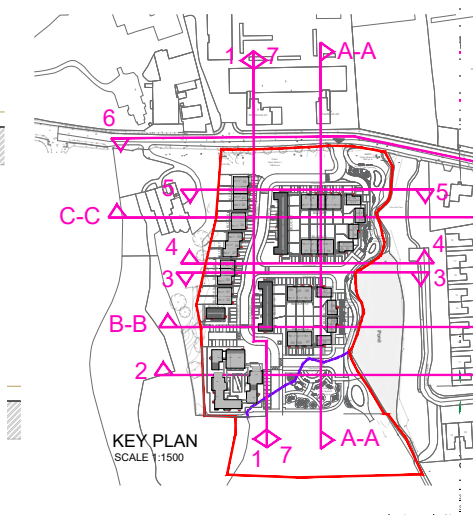 1 7 A-A
6
5 5
C-C
4 4
3 3
B-B
2
Pond
KEY PLAN
SCALE 1:1500
1 7 A-A